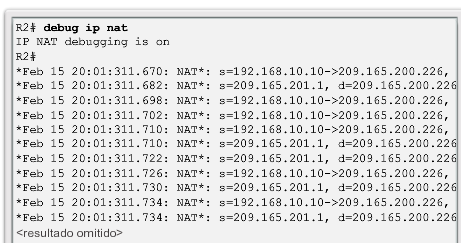 R2# debug ip nat
IP NAT debugging is on
R2#
*Feb 15 20:01:311.670: NAT*: s=192.168.10.10->209.165.200.226,
*Feb 15 20:01:311.682: NAT*: s=209.165.201.1, d=209.165.200.226
*Feb 15 20:01:311.698: NAT*: s=192.168.10.10->209.165.200.226,
*Feb 15 20:01:311.702: NAT*: s=192.168.10.10->209.165.200.226,
*Feb 15 20:01:311.710: NAT*: s=192.168.10.10->209.165.200.226,
*Feb 15 20:01:311.710: NAT*: s=209.165.201.1, d=209.165.200.226
*Feb 15 20:01:311.722: NAT*: s=209.165.201.1, d=209.165.200.226
*Feb 15 20:01:311.726: NAT*: s=192.168.10.10->209.165.200.226,
*Feb 15 20:01:311.730: NAT*: s=209.165.201.1, d=209.165.200.226
*Feb 15 20:01:311.734: NAT*: s=192.168.10.10->209.165.200.226,
*Feb 15 20:01:311.734: NAT*: s=209.165.201.1, d=209.165.200.226
<resultado omitido>